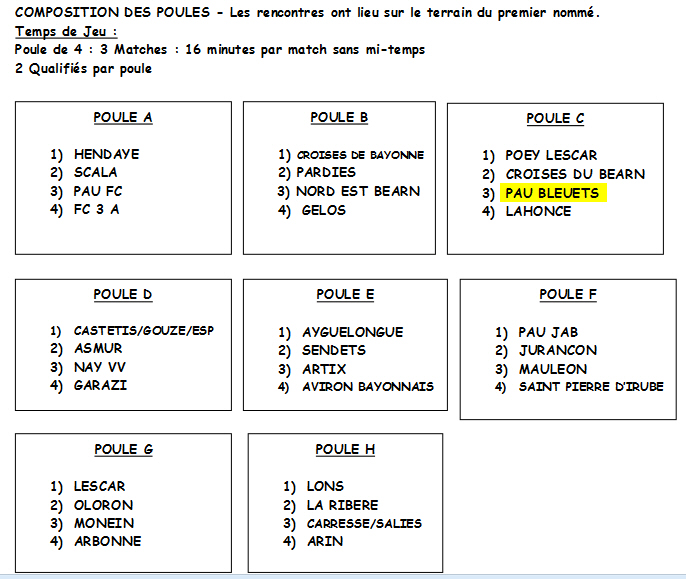 COMPOSITION DES POULES - Les rencontres ont lieu sur le terrain du premier nommé.
Temps de Jeu :
Poule de 4 : 3 Matches : 16 minutes par match sans mi-temps
2 Qualifiés par poule
POULE A
1) HENDAYE
2) SCALA
3) PAU FC
4) FC 3 A
POULE B
1) CROISES DE BAYONNE
2) PARDIES
3) NORD EST BEARN
4) GELOS
POULE C
1) POEY LESCAR
2) CROISES DU BEARN
3) PAU BLEUETS
4) LAHONCE
POULE D
1) CASTETIS/GOUZE/ESP
2) ASMUR
3) NAY VV
4) GARAZI
POULE E
1) AYGUELONGUE
2) SENDETS
3) ARTIX
4) AVIRON BAYONNAIS
POULE F
1) PAU JAB
2) JURANCON
3) MAULEON
4) SAINT PIERRE D'IRUBE
POULE G
1) LESCAR
2) OLORON
3) MONEIN
4) ARBONNE
POULE H
1) LONS
2) LA RIBERE
3) CARRESSE/SALIES
4) ARIN